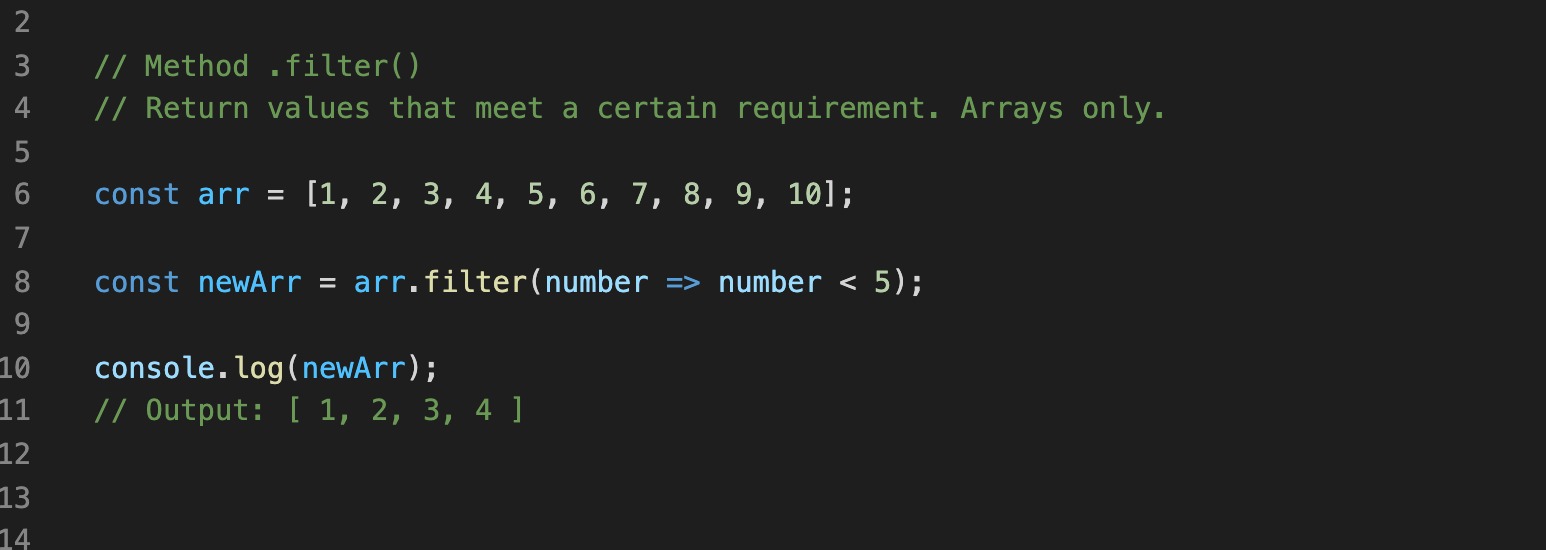 2
3 // Method .filter()
4 // Return values that meet a certain requirement. Arrays only.
5
6 const arr = [1, 2, 3, 4, 5, 6, 7, 8, 9, 10];
7
8 const newArr = arr.filter(number => number < 5);
9
10 console.log(newArr);
11 // Output: [ 1, 2, 3, 4 ]
12
13
14